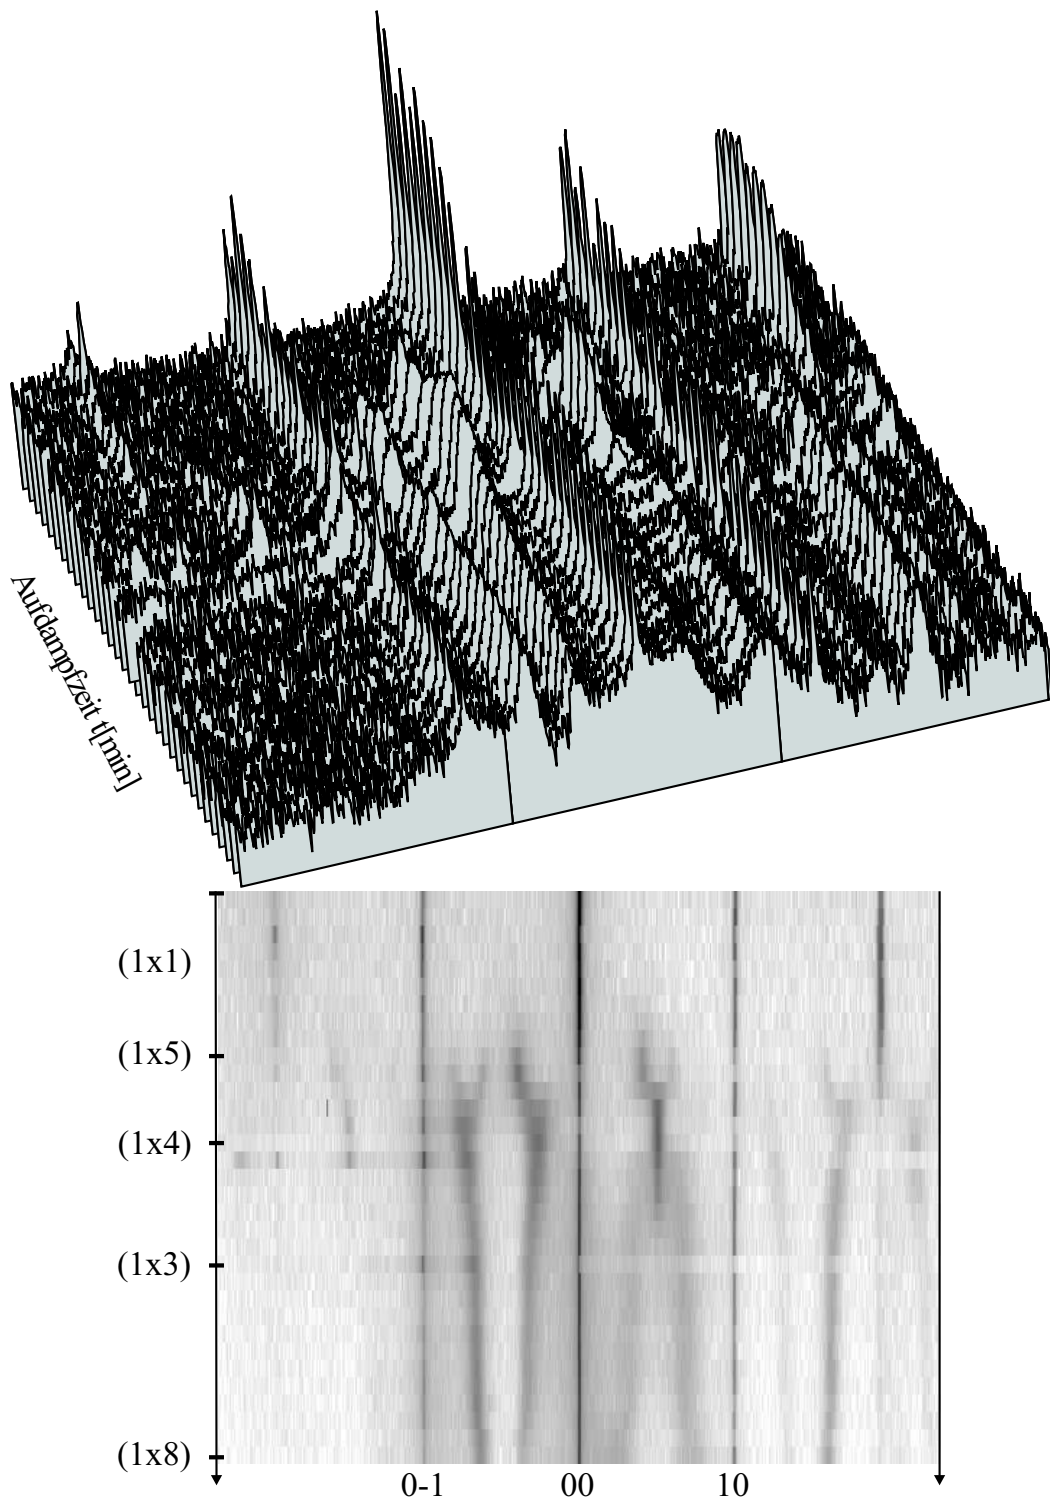 Aufdampfzeit t[min]
(1x1)
(1x5)
(1x4)
(1x3)
(1x8)
0-1 00 10